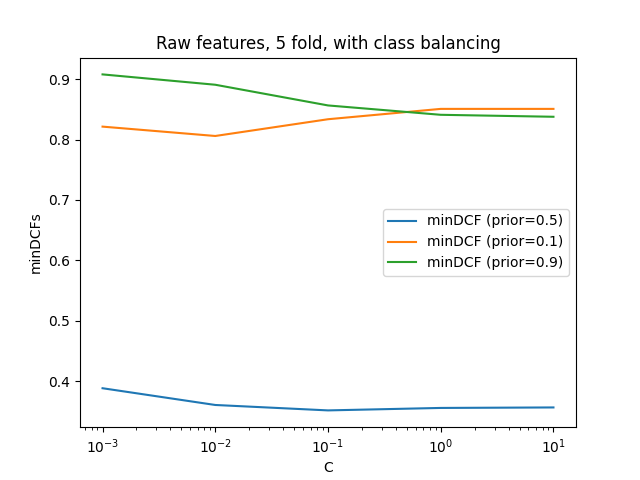 Raw features, 5 fold, with class balancing
minDCFs
0.9
0.8
0.7
0.6
0.5
0.4
minDCF (prior=0.5)
minDCF (prior=0.1)
minDCF (prior=0.9)
10⁻³ 10⁻² 10⁻¹ 10⁰ 10¹
C